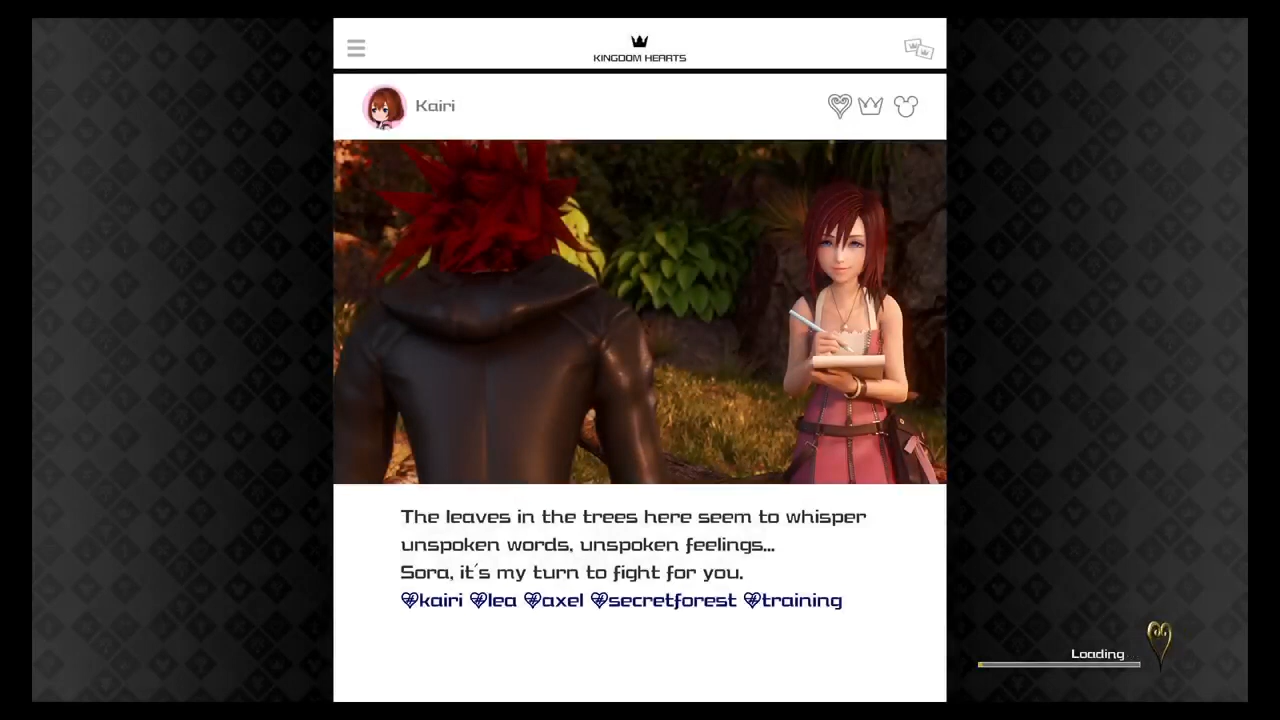 KINGDOM HEARTS
Kairi
The leaves in the trees here seem to whisper
unspoken words, unspoken feelings...
Sora, it's my turn to fight for you.
#kairi #lea #axel #secretforest #training
Loading...